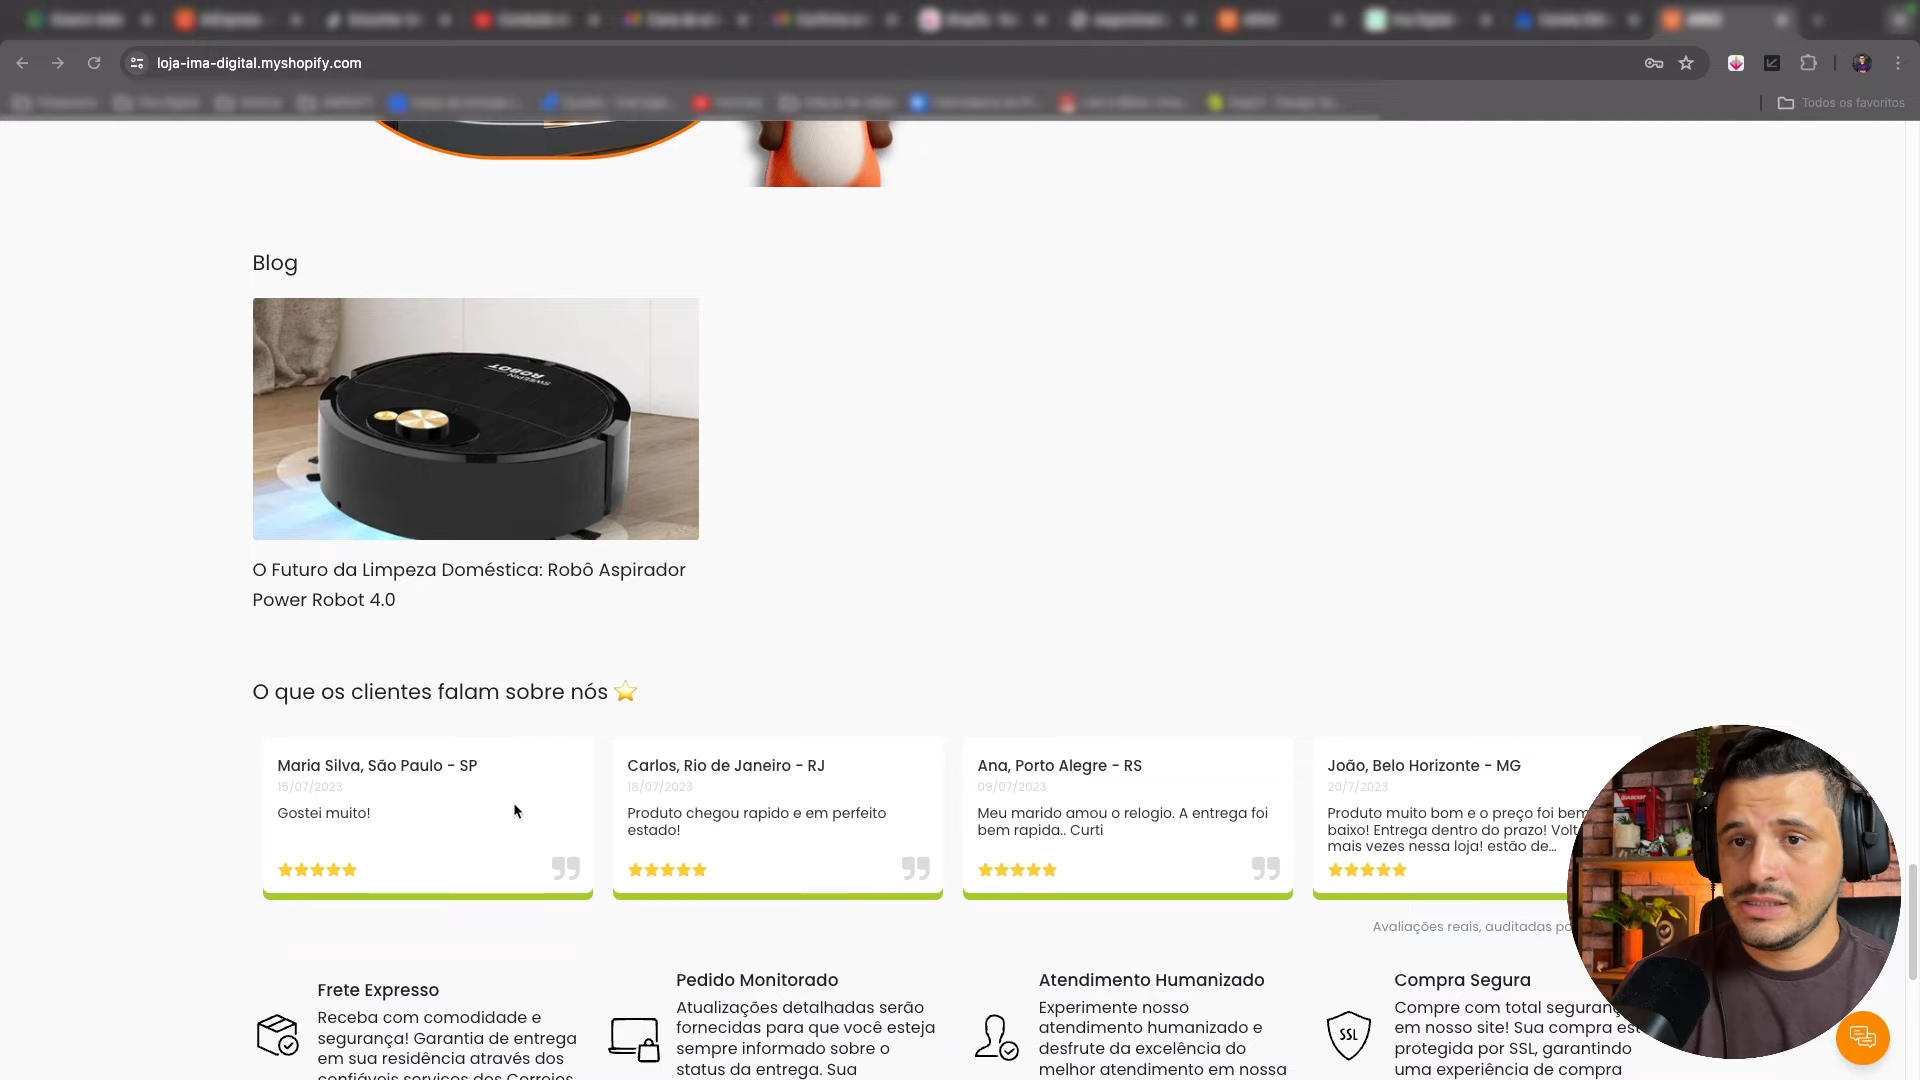 loja-ima-digital.myshopify.com
Todos os favoritos
Blog
SWEEPIN
ROBOT
O Futuro da Limpeza Doméstica: Robô Aspirador
Power Robot 4.0
O que os clientes falam sobre nós ⭐
Maria Silva, São Paulo - SP
15/07/2023
Gostei muito!
Carlos, Rio de Janeiro - RJ
18/07/2023
Produto chegou rapido e em perfeito
estado!
Ana, Porto Alegre - RS
09/07/2023
Meu marido amou o relogio. A entrega foi
bem rapida.. Curti
João, Belo Horizonte - MG
20/7/2023
Produto muito bom e o preço foi bem
baixo! Entrega dentro do prazo!
mais vezes nessa loja! estão de...
Avaliações reais, auditadas
Frete Expresso
Receba com comodidade e
segurança! Garantia de entrega
em sua residência através dos
confiáveis serviços dos Correios
Pedido Monitorado
Atualizações detalhadas serão
fornecidas para que você esteja
sempre informado sobre o
status da entrega. Sua
Atendimento Humanizado
Experimente nosso
atendimento humanizado e
desfrute da excelência do
melhor atendimento em nossa
SSL
Compra Segura
Compre com total
em nosso site! Sua compra
protegida por SSL, garantindo
uma experiência de compra